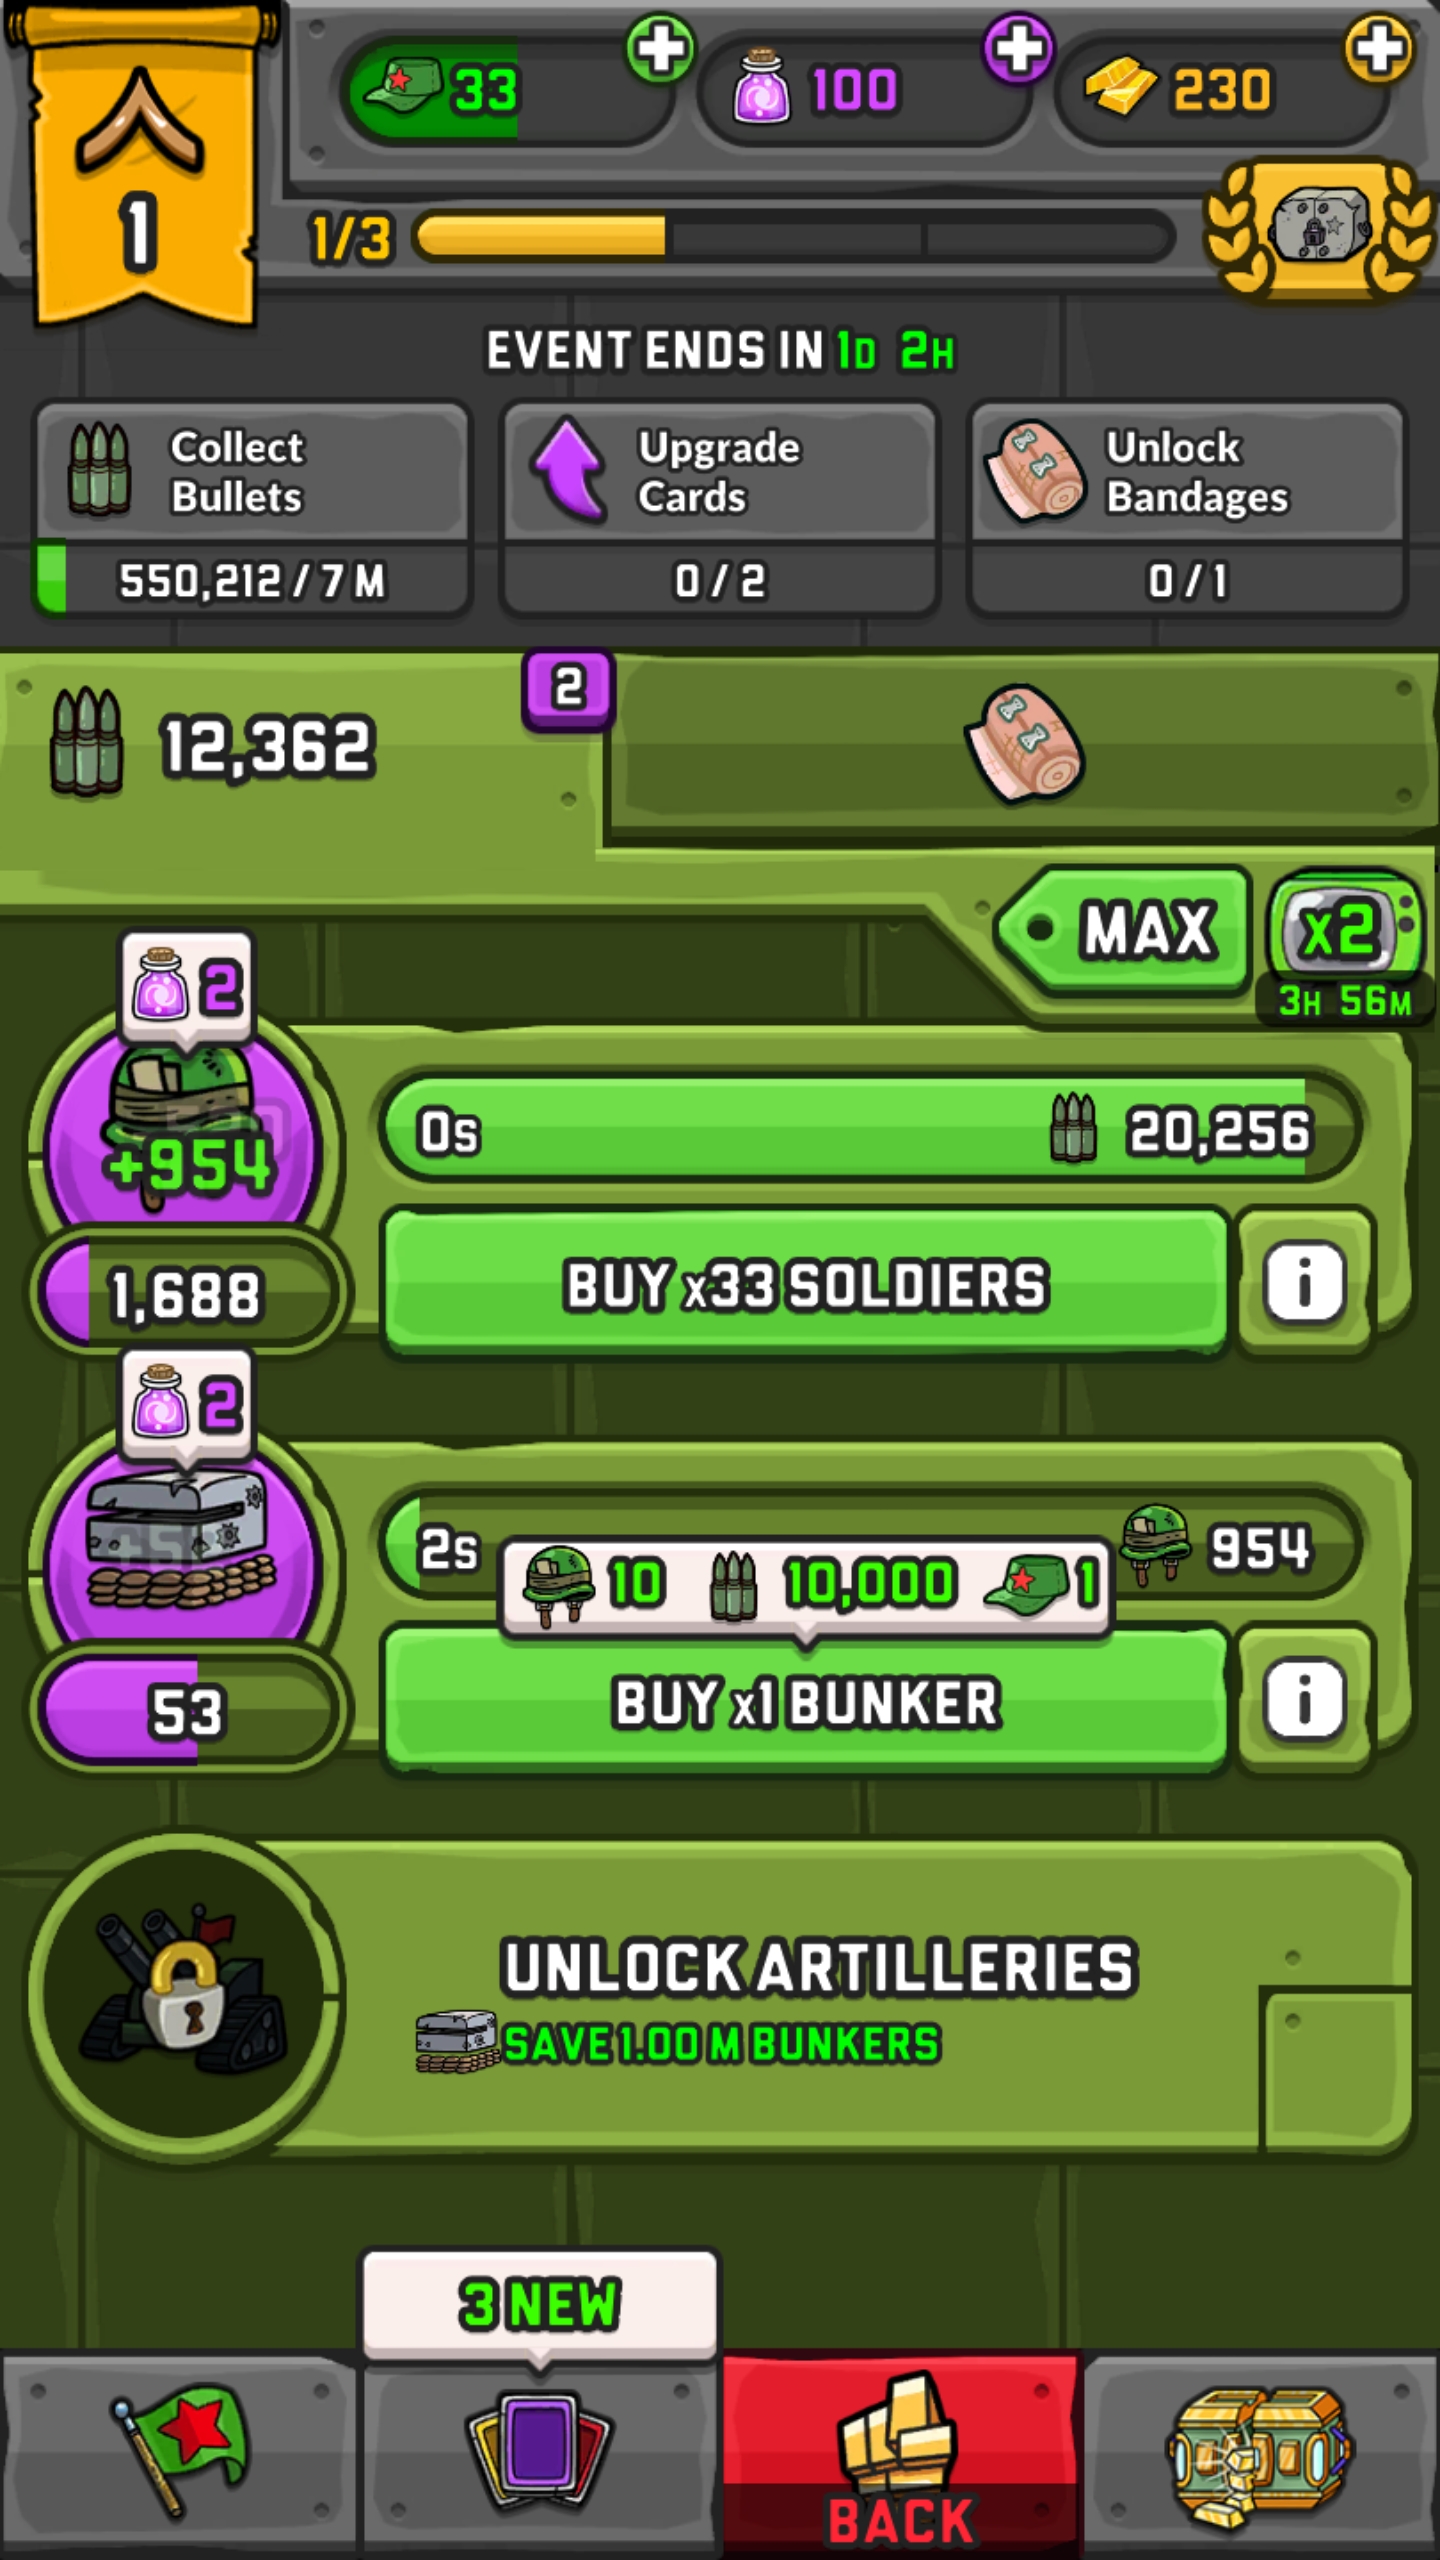 33
100
230
1
1/3
EVENT ENDS IN 1D 2H
Collect
Bullets
550,212 / 7 M
Upgrade
Cards
0 / 2
Unlock
Bandages
0 / 1
12,362
2
MAX
x2
3H 56M
2
+954
0s
20,256
1,688
BUY x33 SOLDIERS
i
2
2s
954
10
10,000
1
53
BUY x1 BUNKER
i
UNLOCK ARTILLERIES
SAVE 1.00 M BUNKERS
3 NEW
BACK